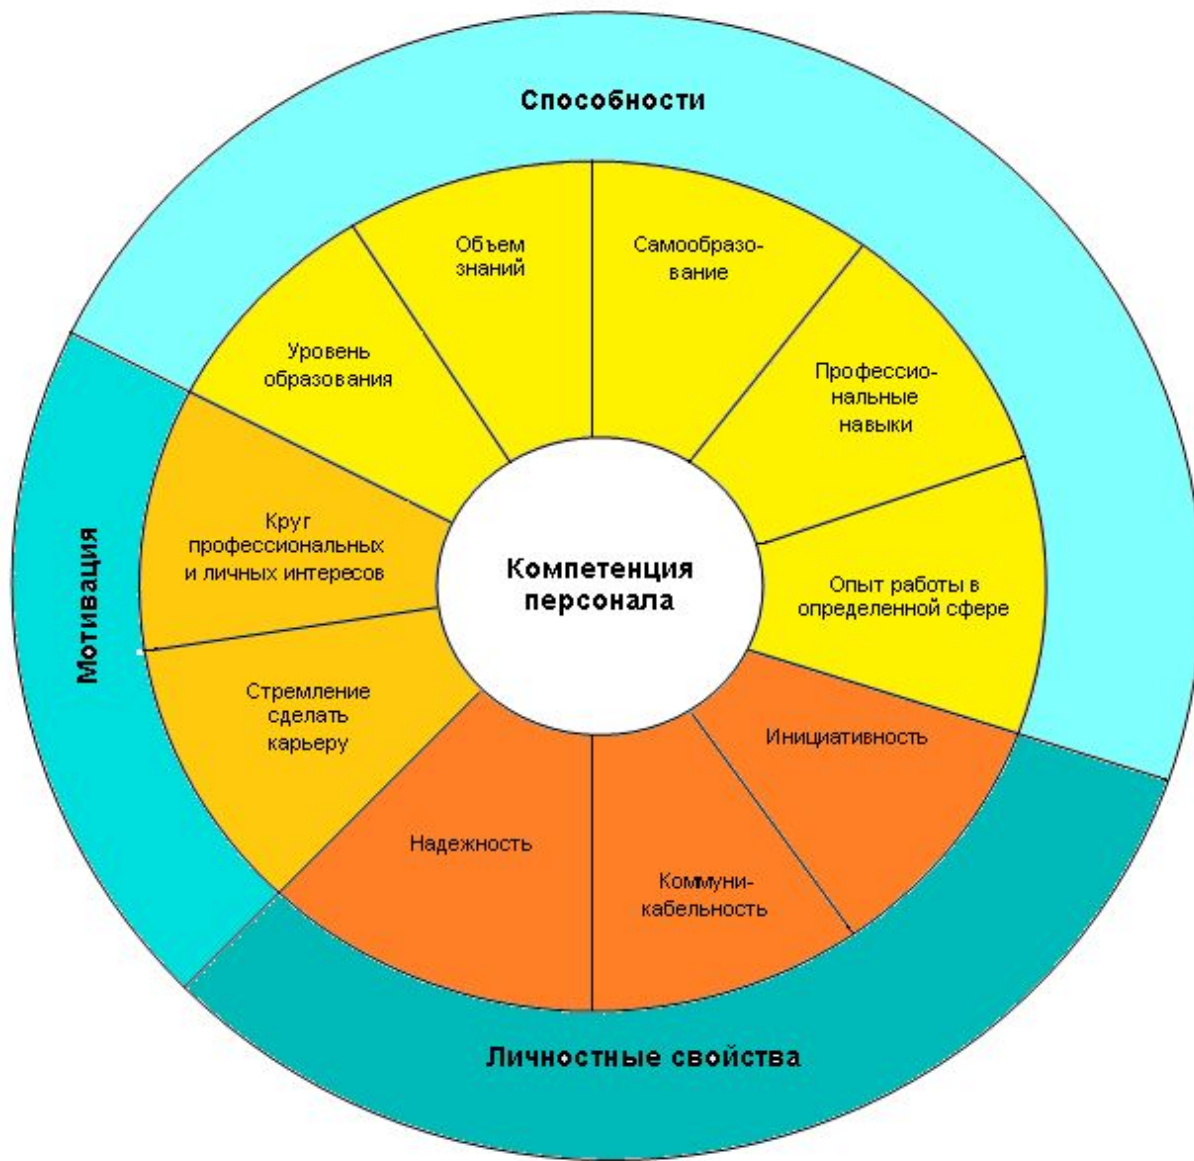 Способности
Объем
знаний
Самообразо-
вание
Уровень
образования
Професcио-
нальные
навыки
Круг
профессиональных
и личных интересов
Компетенция
персонала
Опыт работы в
определенной сфере
Мотивация
Стремление
сделать
карьеру
Инициативность
Надежность
Коммуни-
кабельность
Личностные свойства